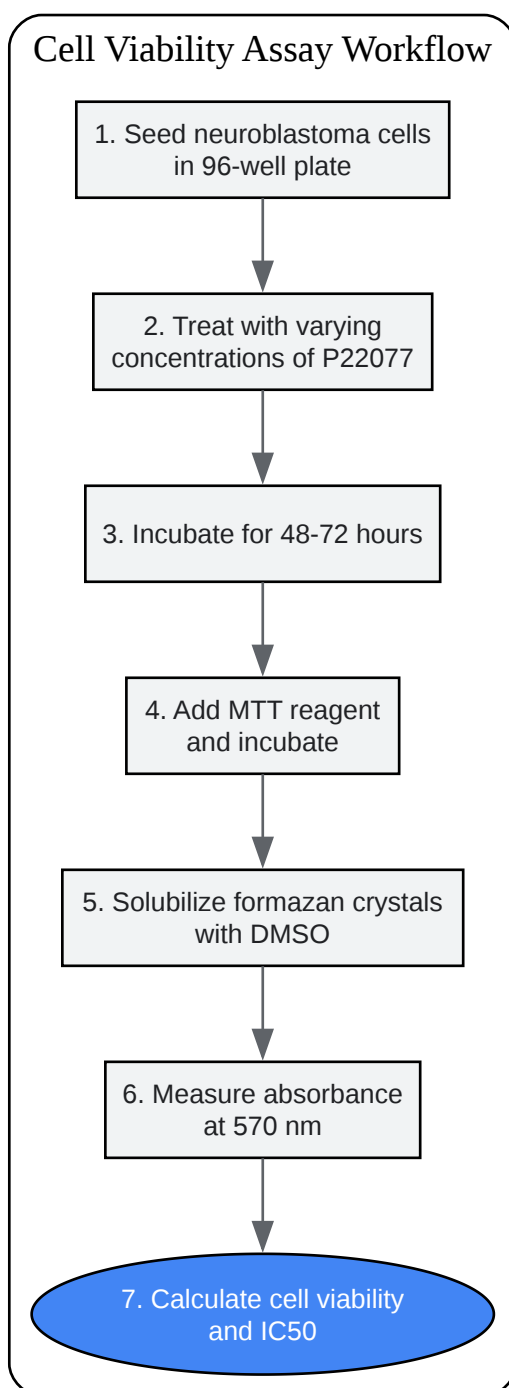 Cell Viability Assay Workflow
1. Seed neuroblastoma cells
in 96-well plate
2. Treat with varying
concentrations of P22077
3. Incubate for 48-72 hours
4. Add MTT reagent
and incubate
5. Solubilize formazan crystals
with DMSO
6. Measure absorbance
at 570 nm
7. Calculate cell viability
and IC50